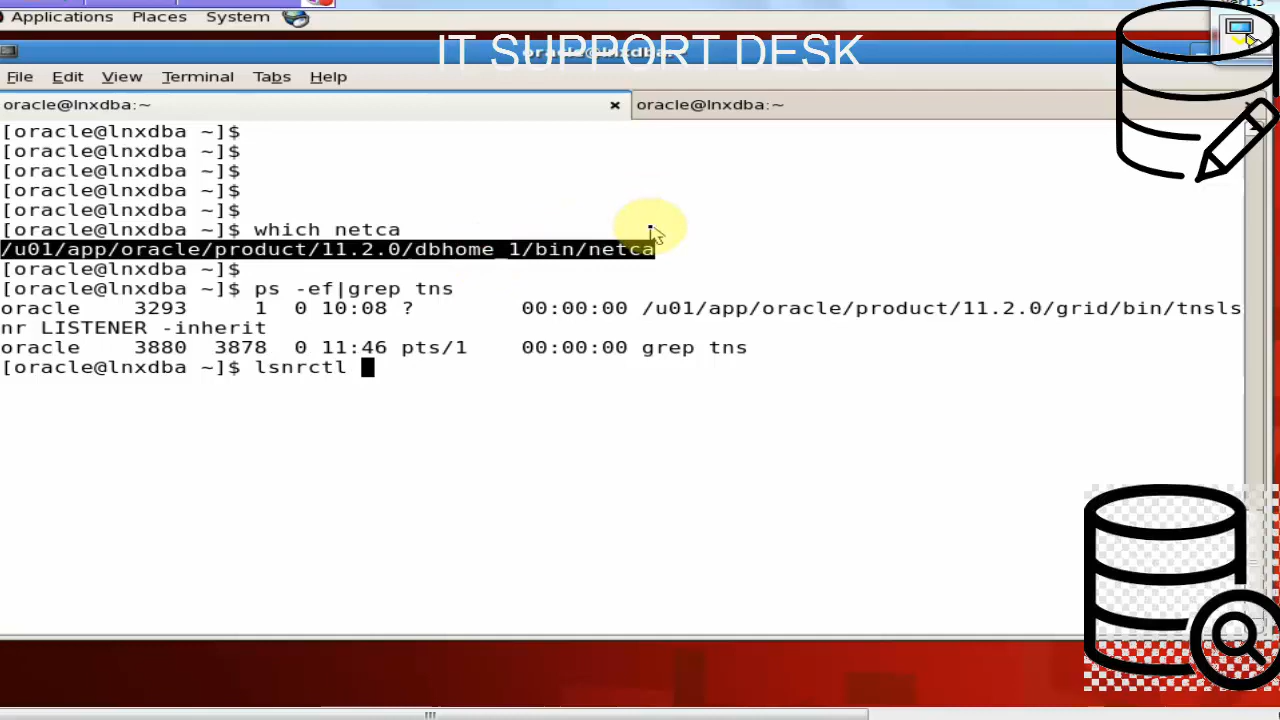 Applications Places System
IT SUPPORT DESK
File Edit View Terminal Tabs Help
oracle@lnxdba:~ oracle@lnxdba:~
[oracle@lnxdba ~]$
[oracle@lnxdba ~]$
[oracle@lnxdba ~]$
[oracle@lnxdba ~]$
[oracle@lnxdba ~]$
[oracle@lnxdba ~]$ which netca
/u01/app/oracle/product/11.2.0/dbhome_1/bin/netca
[oracle@lnxdba ~]$
[oracle@lnxdba ~]$ ps -ef|grep tns
oracle 3293 1 0 10:08 ? 00:00:00 /u01/app/oracle/product/11.2.0/grid/bin/tnsls
nr LISTENER -inherit
oracle 3880 3878 0 11:46 pts/1 00:00:00 grep tns
[oracle@lnxdba ~]$ lsnrctl